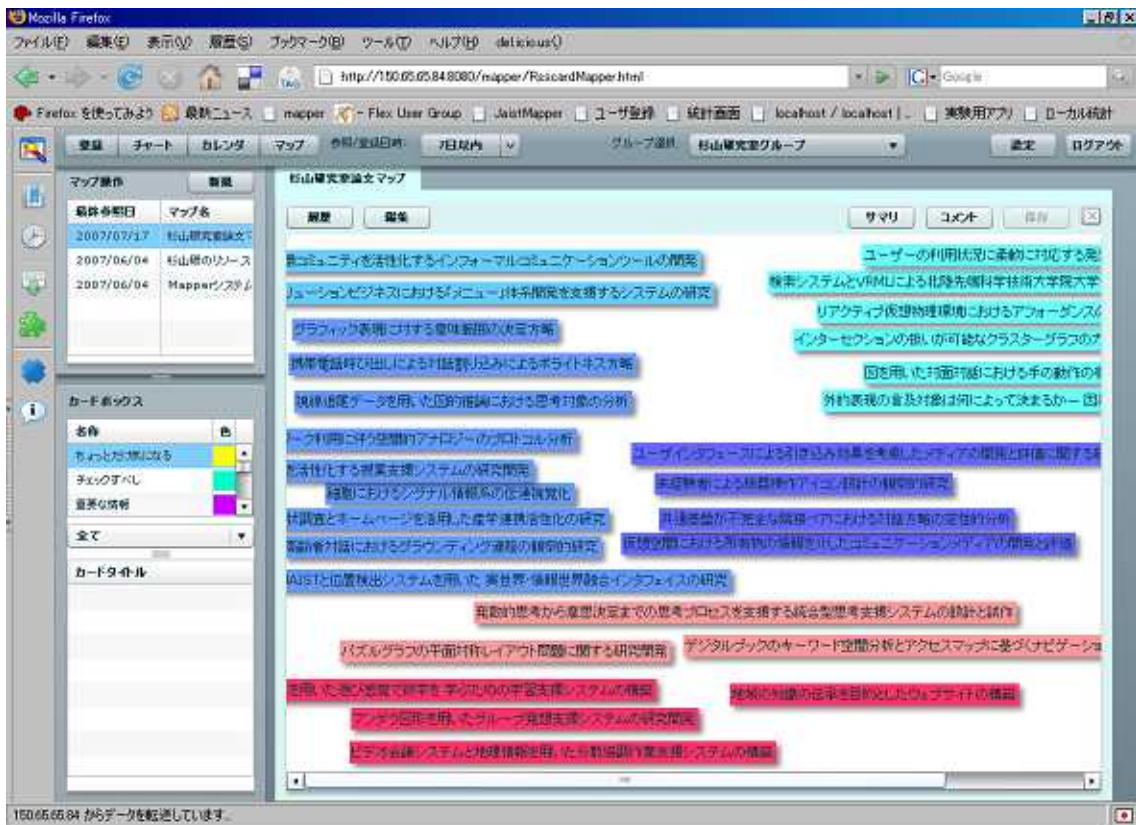 Mozilla Firefox
ファイル(F) 編集(E) 表示(V) 履歴(S) ブックマーク(B) ツール(T) ヘルプ(H) del.icio.us()
http://150.65.65.84:8080/mapper/RescardMapper.html
Google
Firefox を使ってみよう 最新ニュース mapper - Flex User Group JaistMapper ユーザ登録 統計画面 localhost / localhost | .. 実験用アプリ ローカル統計
登録 チャート カレンダ マップ 参照/登録日時: 7日以内 グループ選択 杉山研究室グループ 設定 ログアウト
マップ操作 新規
最終参照日 マップ名
2007/07/17 杉山研究室論文マ
2007/06/04 杉山研のリソース
2007/06/04 Mapperシステム
カードボックス
名称 色
ちょっとだけ気になる
チェックすべし
重要な情報
全て
カードタイトル
杉山研究室論文マップ
履歴 編集 サマリ コメント 保存
コミュニティを活性化するインフォーマルコミュニケーションツールの開発
ューションビジネスにおける「メニュー」体系開発を支援するシステムの研究
グラフィック表現に対する意味範囲の決定方略
携帯電話呼び出しによる対話割り込みによるポライトネス方略
視線追尾データを用いた図的推論における思考対象の分析
ーク利用に伴う空間的アナロジーのプロトコル分析
を活性化する授業支援システムの研究開発
細胞におけるシグナル情報系の伝達視覚化
状調査とホームページを活用した産学連携活性化の研究
対話におけるグラウンディング過程の観察的研究
JAISTと位置検出システムを用いた 実世界・情報世界融合インタフェイスの研究
ユーザーの利用状況に柔軟に対応する発
検索システムとVRMLによる北陸先端科学技術大学院大学
リアクティブ仮想物理環境におけるアフォーダンスの
インターセクションの扱いが可能なクラスターグラフの
図を用いた対面対話における手の動作の
外的表現の言及対象は何によって決まるか― 図
ユーザインタフェースによる引き込み効果を考慮したメディアの開発と評価に関する
未経験者による機器操作アイコン設計の観察的研究
共通基盤が不完全な隣接ペアにおける対話方略の定性的分析
仮想空間における所有物の情報を介したコミュニケーションメディアの開発と評価
発散的思考から意思決定までの思考プロセスを支援する統合型思考支援システムの設計と試作
パズルグラフの平面対称レイアウト問題に関する研究開発
デジタルブックのキーワード空間分析とアクセスマップに基づくナビゲーショ
を用いた遊び感覚で を学ぶための学習支援システムの構築
地域の知識の伝承を目的としたウェブサイトの構築
アンデタ図形を用いたグループ発想支援システムの研究開発
ビデオ会議システムと地理情報を用いた分散協調作業支援システムの構築
150.65.65.84 からデータを転送しています...